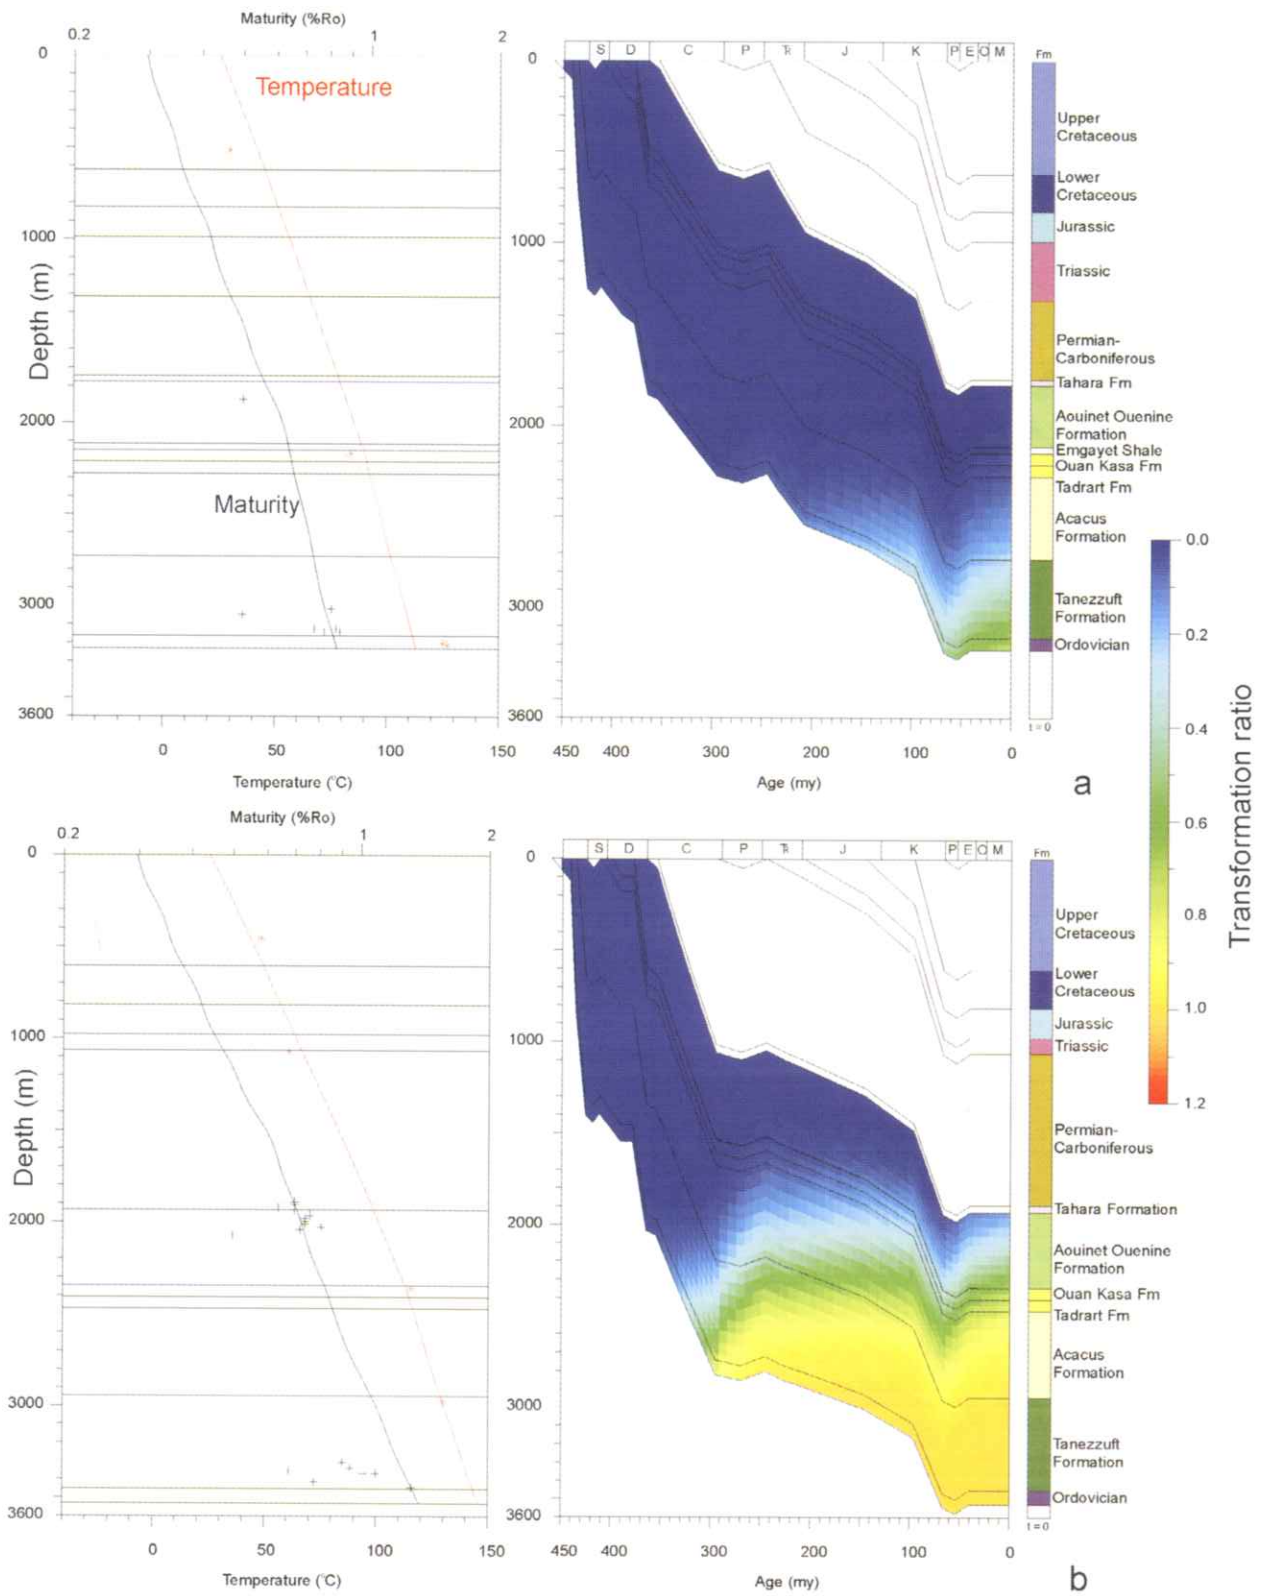 Maturity (%Ro)
0.2 1 2
0
Temperature
1000
Depth (m)
2000
Maturity
3000
3600
0 50 100 150
Temperature (°C)
S D C P Tr J K P E O M
0
1000
2000
3000
3600
450 400 300 200 100 0
Age (my)
Fm
Upper
Cretaceous
Lower
Cretaceous
Jurassic
Triassic
Permian-
Carboniferous
Tahara Fm
Aouinet Ouenine
Formation
Emgayet Shale
Ouan Kasa Fm
Tadrart Fm
Acacus
Formation
Tanezzuft
Formation
Ordovician
t=0
a
0.0
0.2
0.4
0.6
0.8
1.0
1.2
Transformation ratio
Maturity (%Ro)
0.2 1 2
0
1000
Depth (m)
2000
3000
3600
0 50 100 150
Temperature (°C)
S D C P Tr J K P E O M
0
1000
2000
3000
3600
450 400 300 200 100 0
Age (my)
Fm
Upper
Cretaceous
Lower
Cretaceous
Jurassic
Triassic
Permian-
Carboniferous
Tahara Formation
Aouinet Ouenine
Formation
Ouan Kasa Fm
Tadrart Fm
Acacus
Formation
Tanezzuft
Formation
Ordovician
t=0
b